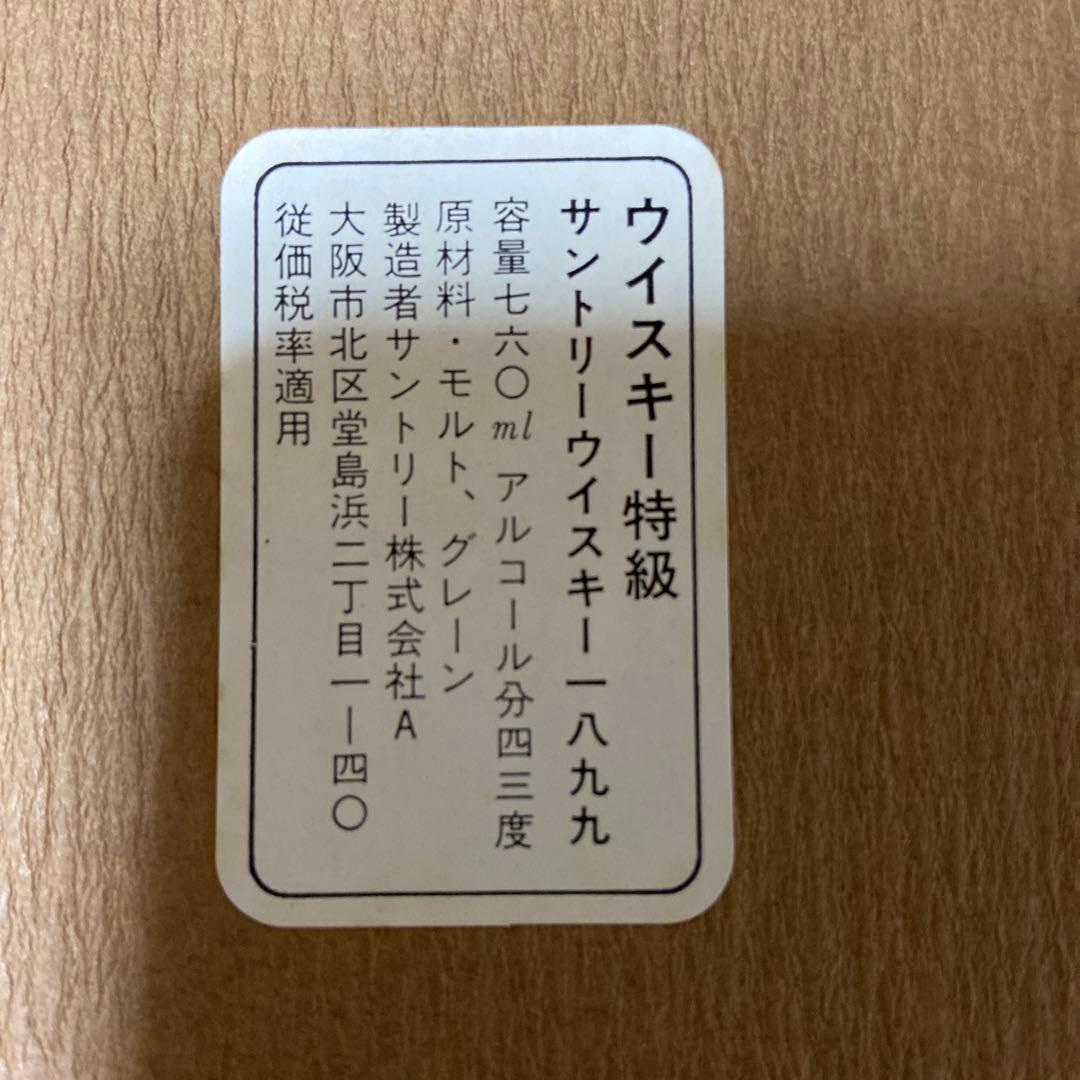 ウイスキー特級
サントリーウイスキー一八九九
容量七六〇ml アルコール分四三度
原材料・モルト、グレーン
製造者サントリー株式会社A
大阪市北区堂島浜二丁目一―四〇
従価税率適用